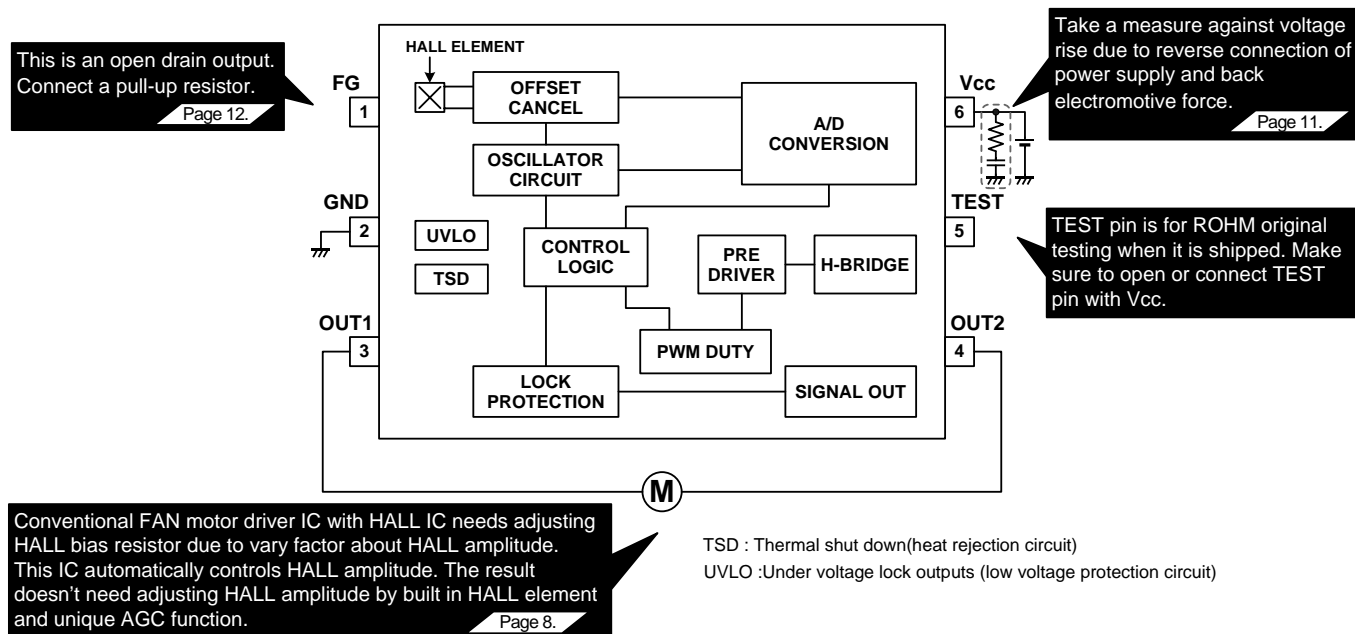 This is an open drain output.
Connect a pull-up resistor.
Page 12.
HALL ELEMENT
Take a measure against voltage
rise due to reverse connection of
power supply and back
electromotive force.
Page 11.
FG
1
OFFSET
CANCEL
A/D
CONVERSION
Vcc
6
OSCILLATOR
CIRCUIT
GND
2
UVLO
TSD
CONTROL
LOGIC
PRE
DRIVER
H-BRIDGE
TEST
5
TEST pin is for ROHM original
testing when it is shipped. Make
sure to open or connect TEST
pin with Vcc.
OUT1
3
PWM DUTY
OUT2
4
LOCK
PROTECTION
SIGNAL OUT
M
Conventional FAN motor driver IC with HALL IC needs adjusting
HALL bias resistor due to vary factor about HALL amplitude.
This IC automatically controls HALL amplitude. The result
doesn't need adjusting HALL amplitude by built in HALL element
and unique AGC function.
Page 8.
TSD : Thermal shut down(heat rejection circuit)
UVLO :Under voltage lock outputs (low voltage protection circuit)